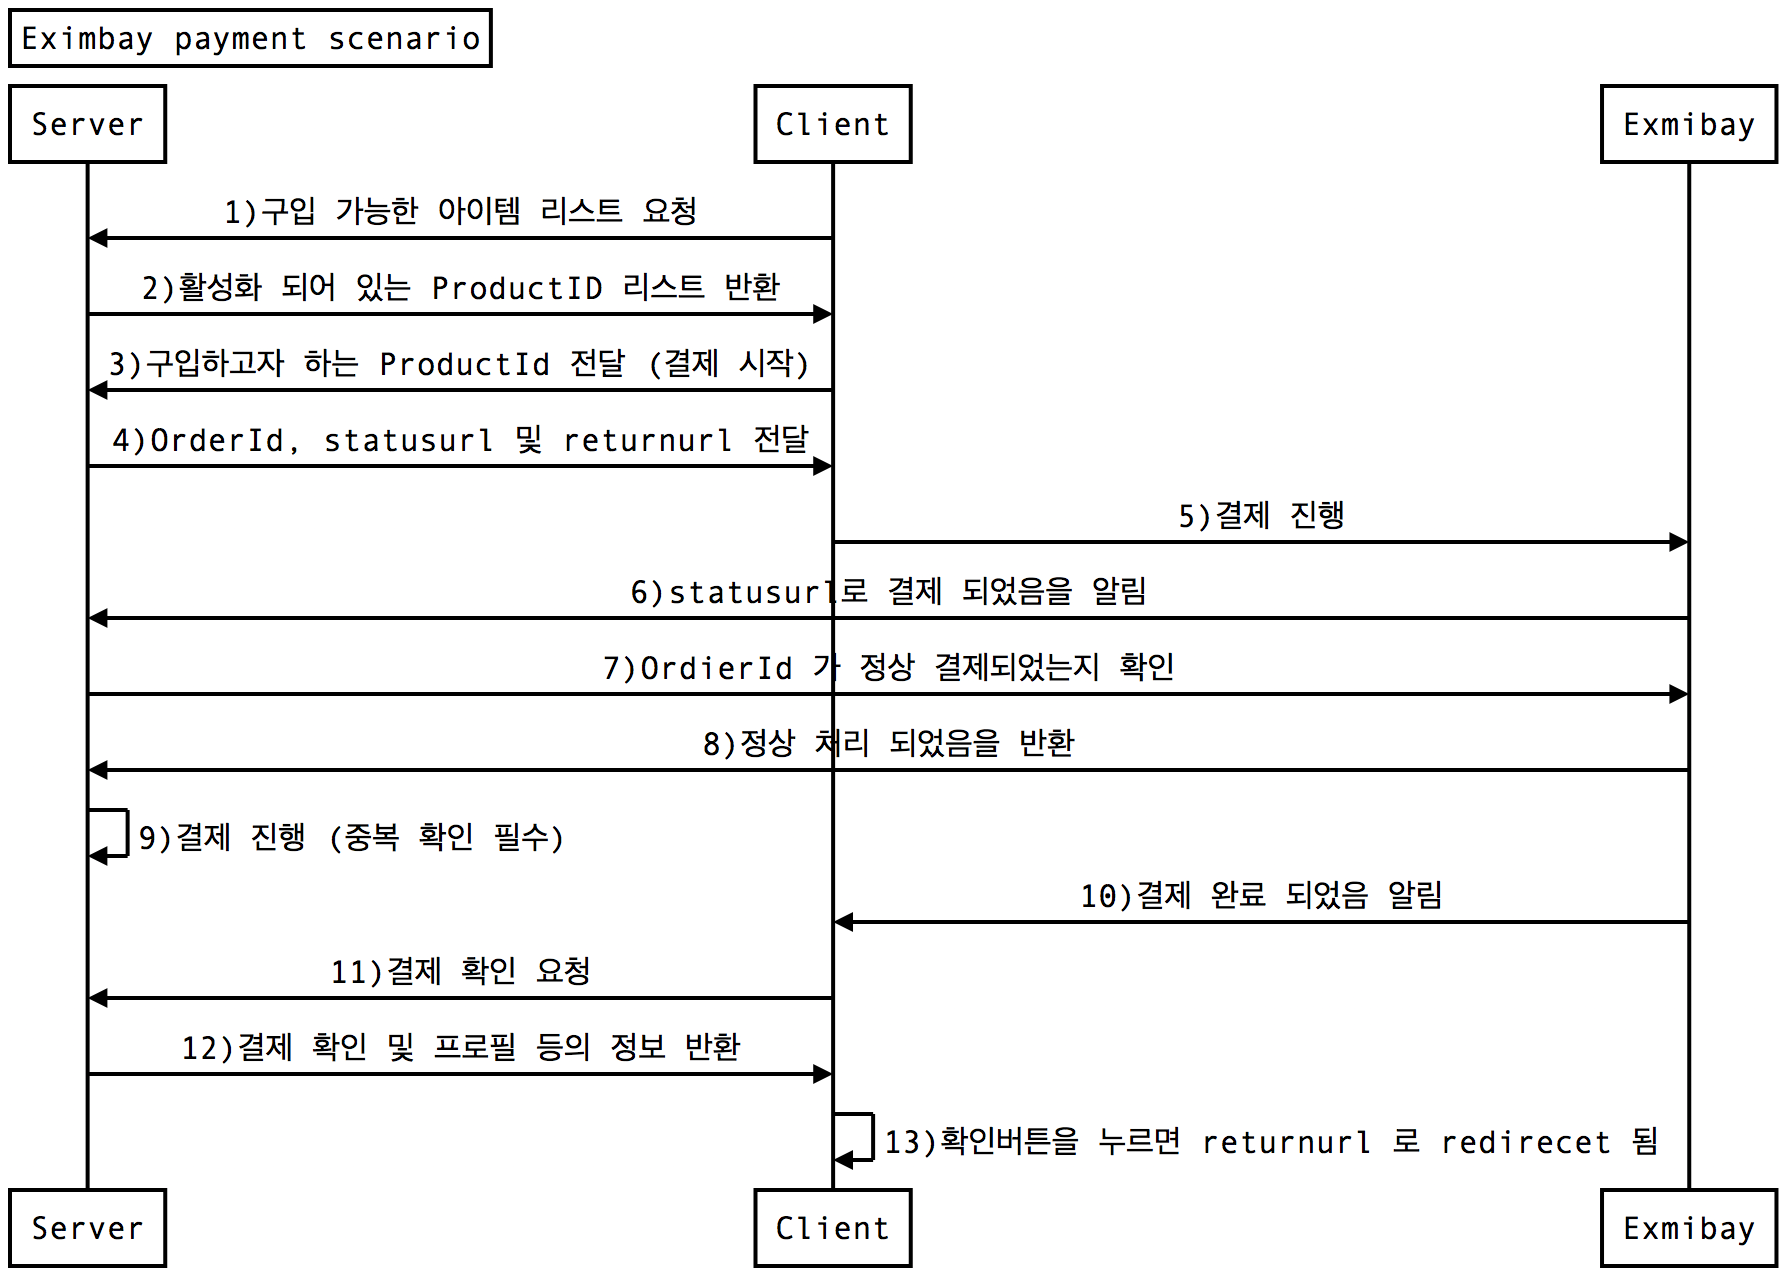 Eximbay payment scenario
Server
Client
Exmibay
1)구입 가능한 아이템 리스트 요청
2)활성화 되어 있는 ProductID 리스트 반환
3)구입하고자 하는 ProductId 전달 (결제 시작)
4)OrderId, statusurl 및 returnurl 전달
5)결제 진행
6)statusurl로 결제 되었음을 알림
7)OrdierId 가 정상 결제되었는지 확인
8)정상 처리 되었음을 반환
9)결제 진행 (중복 확인 필수)
10)결제 완료 되었음 알림
11)결제 확인 요청
12)결제 확인 및 프로필 등의 정보 반환
13)확인버튼을 누르면 returnurl 로 redirecet 됨
Server
Client
Exmibay